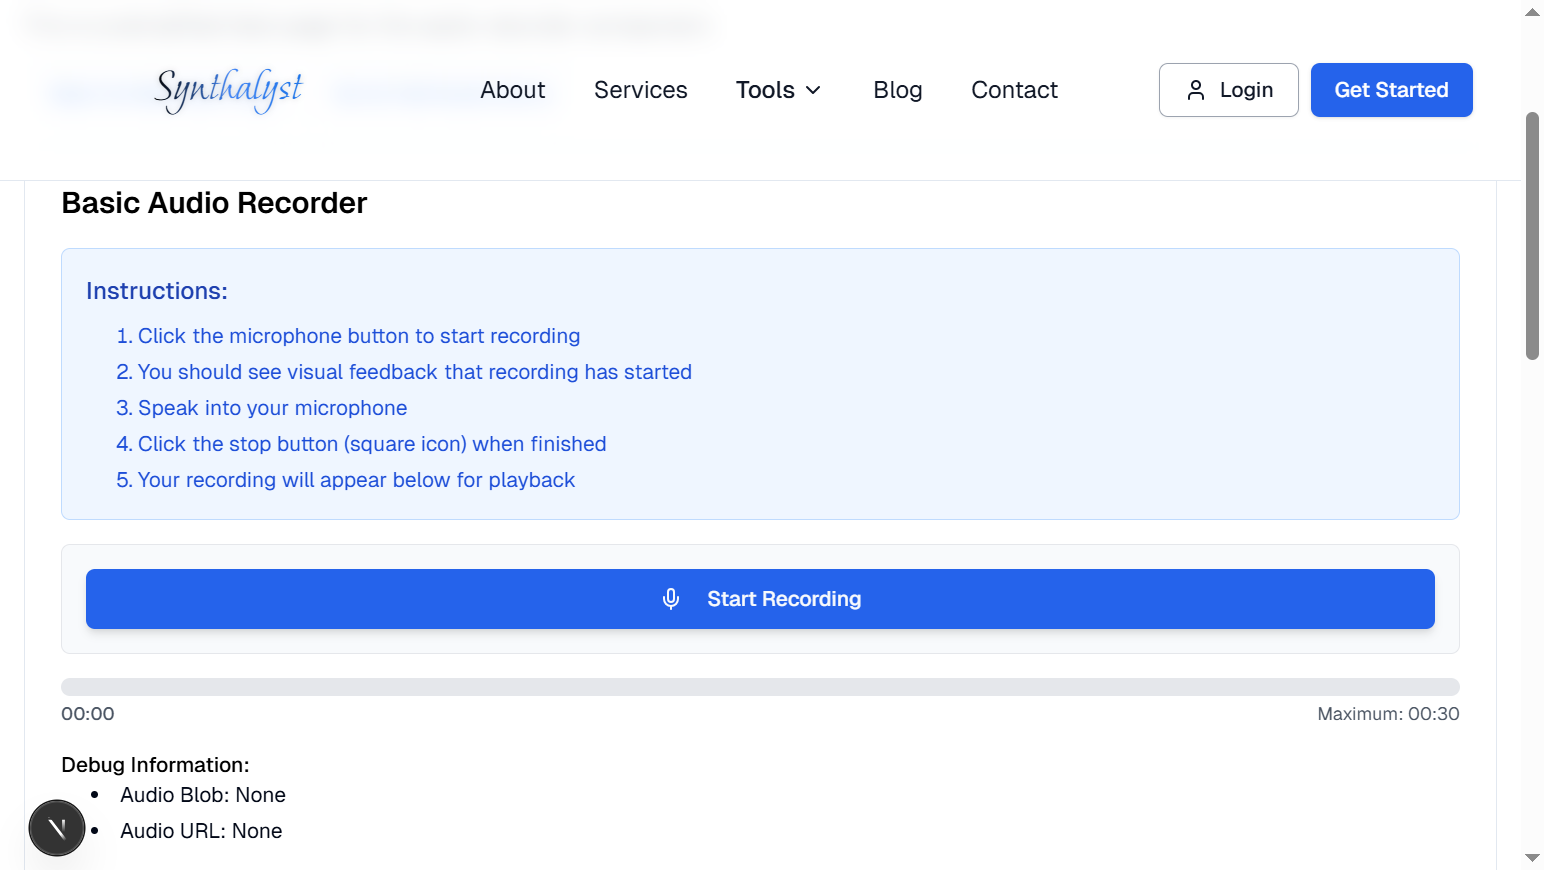 Synthalyst
About
Services
Tools
Blog
Contact
Login
Get Started
Basic Audio Recorder
Instructions:
1. Click the microphone button to start recording
2. You should see visual feedback that recording has started
3. Speak into your microphone
4. Click the stop button (square icon) when finished
5. Your recording will appear below for playback
Start Recording
00:00
Maximum: 00:30
Debug Information:
Audio Blob: None
Audio URL: None